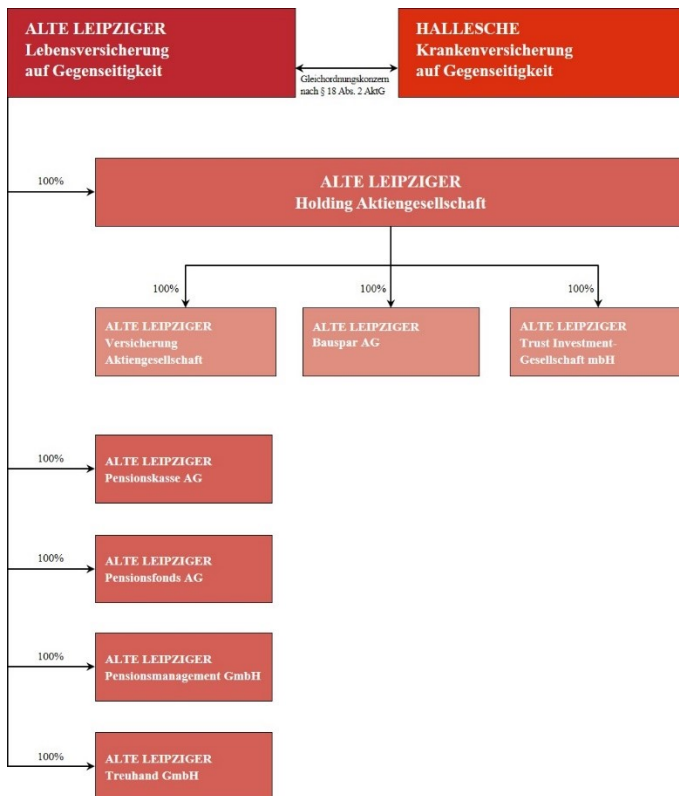 ALTE LEIPZIGER
Lebensversicherung
auf Gegenseitigkeit
HALLESCHE
Krankenversicherung
auf Gegenseitigkeit
Gleichordnungskonzern
nach § 18 Abs. 2 AktG
100%
ALTE LEIPZIGER
Holding Aktiengesellschaft
100%
100%
100%
ALTE LEIPZIGER
Versicherung
Aktiengesellschaft
ALTE LEIPZIGER
Bauspar AG
ALTE LEIPZIGER
Trust Investment-
Gesellschaft mbH
100%
ALTE LEIPZIGER
Pensionskasse AG
100%
ALTE LEIPZIGER
Pensionsfonds AG
100%
ALTE LEIPZIGER
Pensionsmanagement GmbH
100%
ALTE LEIPZIGER
Treuhand GmbH